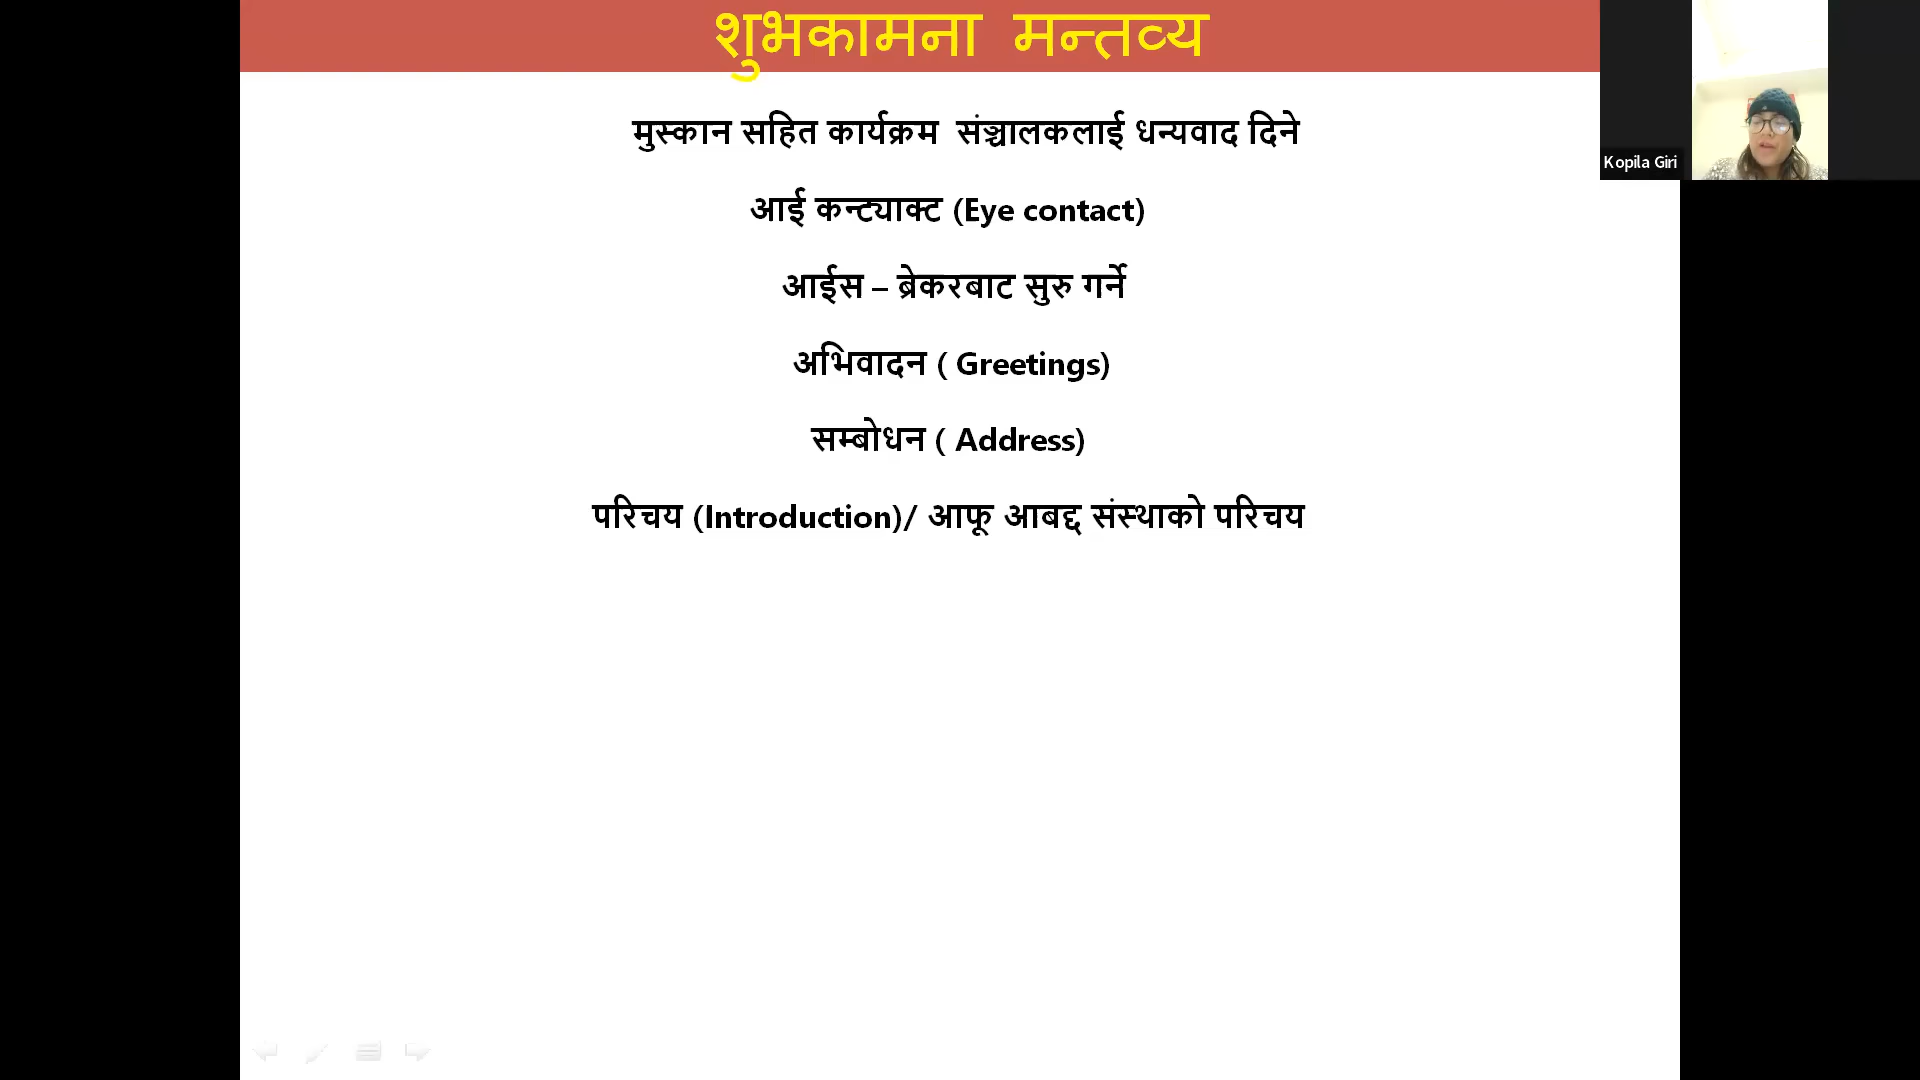 शुभकामना मन्तव्य
मुस्कान सहित कार्यक्रम संञ्चालकलाई धन्यवाद दिने
आई कन्ट्याक्ट (Eye contact)
आईस – ब्रेकरबाट सुरु गर्ने
अभिवादन ( Greetings)
सम्बोधन ( Address)
परिचय (Introduction)/ आफू आबद्द संस्थाको परिचय
Kopila Giri